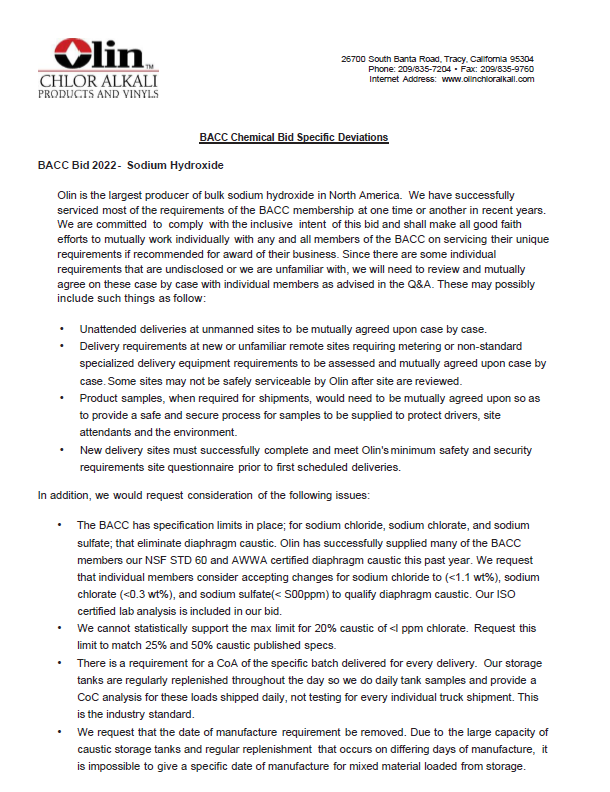 Olin TM
CHLOR ALKALI
PRODUCTS AND VINYLS
26700 South Banta Road, Tracy, California 95304
Phone: 209/835-7204 • Fax: 209/835-9760
Internet Address: www.olinchloralkali.com
BACC Chemical Bid Specific Deviations
BACC Bid 2022- Sodium Hydroxide
Olin is the largest producer of bulk sodium hydroxide in North America. We have successfully
serviced most of the requirements of the BACC membership at one time or another in recent years.
We are committed to comply with the inclusive intent of this bid and shall make all good faith
efforts to mutually work individually with any and all members of the BACC on servicing their unique
requirements if recommended for award of their business. Since there are some individual
requirements that are undisclosed or we are unfamiliar with, we will need to review and mutually
agree on these case by case with individual members as advised in the Q&A. These may possibly
include such things as follow:
• Unattended deliveries at unmanned sites to be mutually agreed upon case by case.
• Delivery requirements at new or unfamiliar remote sites requiring metering or non-standard
specialized delivery equipment requirements to be assessed and mutually agreed upon case by
case. Some sites may not be safely serviceable by Olin after site are reviewed.
• Product samples, when required for shipments, would need to be mutually agreed upon so as
to provide a safe and secure process for samples to be supplied to protect drivers, site
attendants and the environment.
• New delivery sites must successfully complete and meet Olin's minimum safety and security
requirements site questionnaire prior to first scheduled deliveries.
In addition, we would request consideration of the following issues:
• The BACC has specification limits in place; for sodium chloride, sodium chlorate, and sodium
sulfate; that eliminate diaphragm caustic. Olin has successfully supplied many of the BACC
members our NSF STD 60 and AWWA certified diaphragm caustic this past year. We request
that individual members consider accepting changes for sodium chloride to (<1.1 wt%), sodium
chlorate (<0.3 wt%), and sodium sulfate(< S00ppm) to qualify diaphragm caustic. Our ISO
certified lab analysis is included in our bid.
• We cannot statistically support the max limit for 20% caustic of <l ppm chlorate. Request this
limit to match 25% and 50% caustic published specs.
• There is a requirement for a CoA of the specific batch delivered for every delivery. Our storage
tanks are regularly replenished throughout the day so we do daily tank samples and provide a
CoC analysis for these loads shipped daily, not testing for every individual truck shipment. This
is the industry standard.
• We request that the date of manufacture requirement be removed. Due to the large capacity of
caustic storage tanks and regular replenishment that occurs on differing days of manufacture, it
is impossible to give a specific date of manufacture for mixed material loaded from storage.